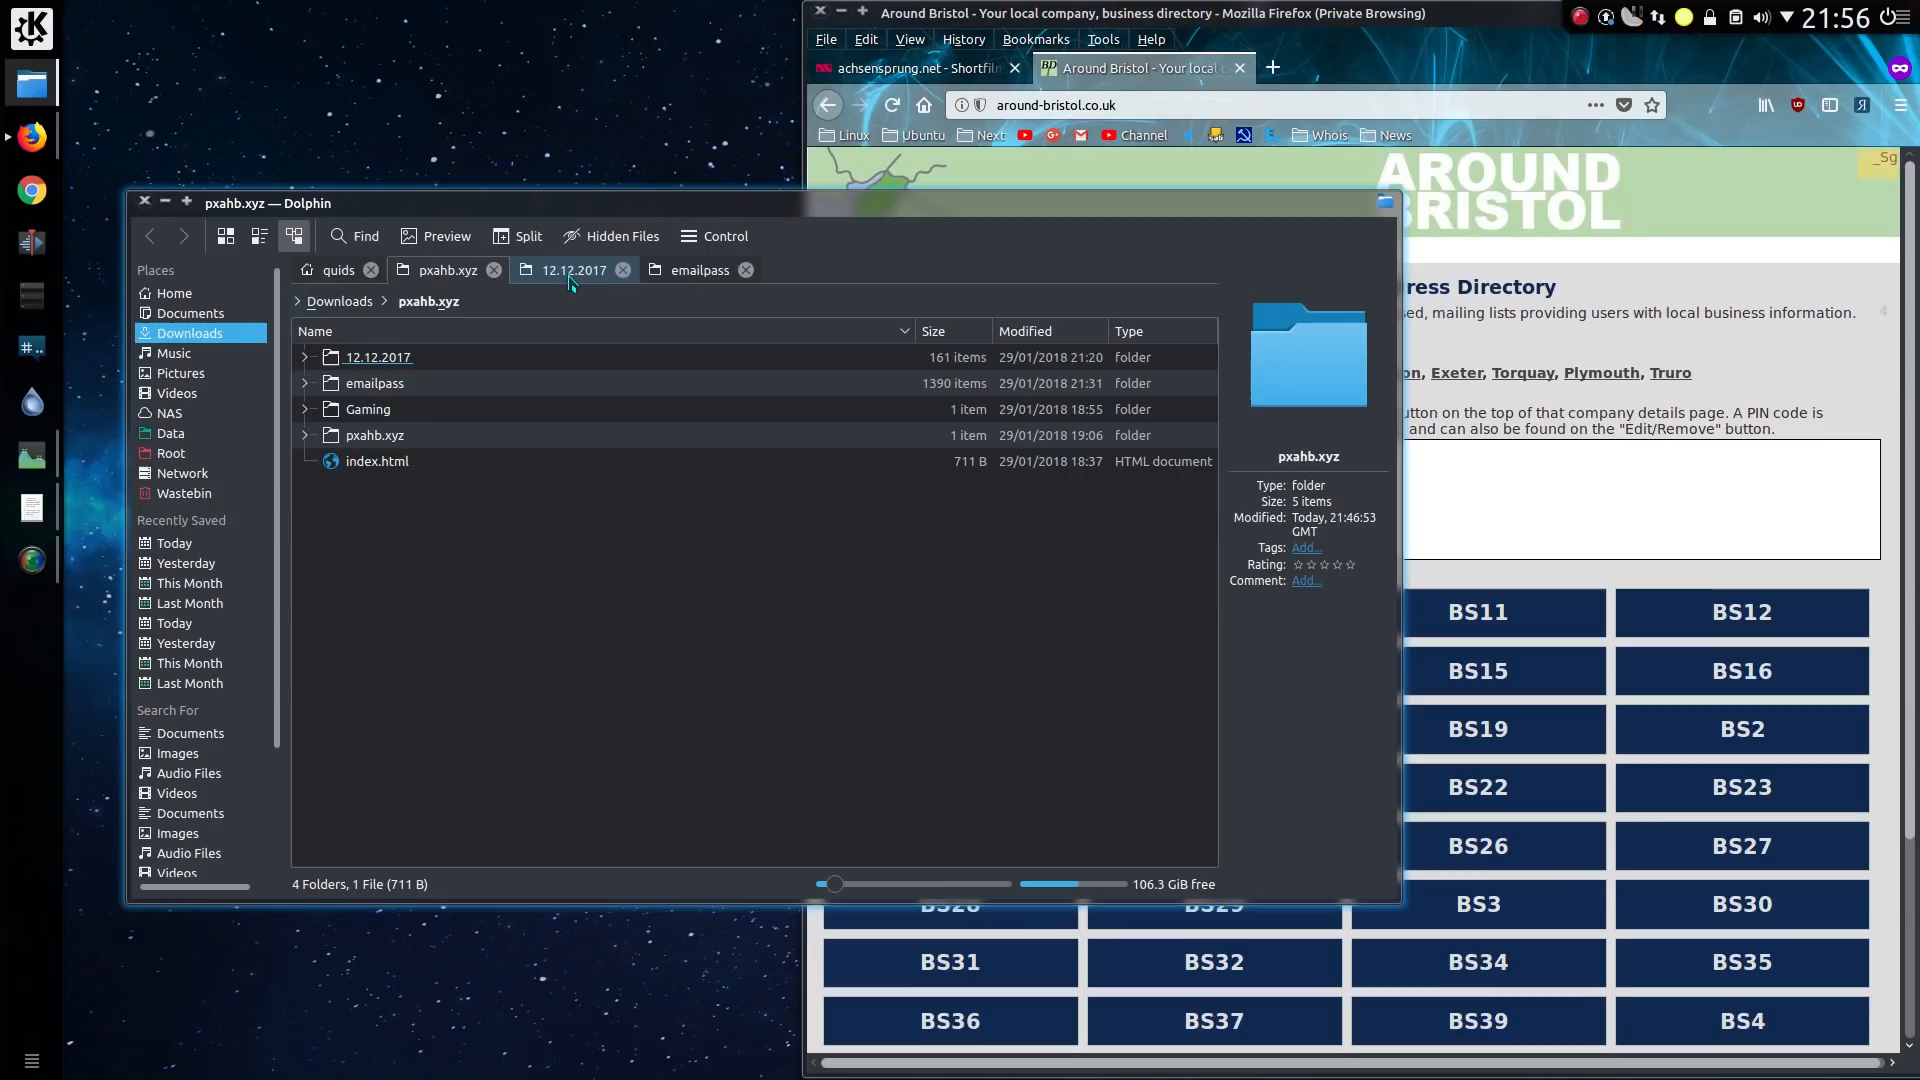 Around Bristol - Your local company, business directory - Mozilla Firefox (Private Browsing)
21:56
File Edit View History Bookmarks Tools Help
achsensprung.net - Shortfil
Around Bristol - Your local c
around-bristol.co.uk
Linux Ubuntu Next Channel Whois News
_Sg
AROUND
BRISTOL
pxahb.xyz — Dolphin
Find Preview Split Hidden Files Control
quids pxahb.xyz 12.12.2017 emailpass
Downloads > pxahb.xyz
Name Size Modified Type
12.12.2017 161 items 29/01/2018 21:20 folder
emailpass 1390 items 29/01/2018 21:31 folder
Gaming 1 item 29/01/2018 18:55 folder
pxahb.xyz 1 item 29/01/2018 19:06 folder
index.html 711 B 29/01/2018 18:37 HTML document
4 Folders, 1 File (711 B)
106.3 GiB free
Places
Home
Documents
Downloads
Music
Pictures
Videos
NAS
Data
Root
Network
Wastebin
Recently Saved
Today
Yesterday
This Month
Last Month
Today
Yesterday
This Month
Last Month
Search For
Documents
Images
Audio Files
Videos
Documents
Images
Audio Files
Videos
pxahb.xyz
Type: folder
Size: 5 items
Modified: Today, 21:46:53
GMT
Tags: Add...
Rating:
Comment: Add...
ress Directory
sed, mailing lists providing users with local business information. 4
on, Exeter, Torquay, Plymouth, Truro
utton on the top of that company details page. A PIN code is
and can also be found on the "Edit/Remove" button.
BS11 BS12
BS15 BS16
BS19 BS2
BS22 BS23
BS26 BS27
BS28 BS29 BS3 BS30
BS31 BS32 BS34 BS35
BS36 BS37 BS39 BS4